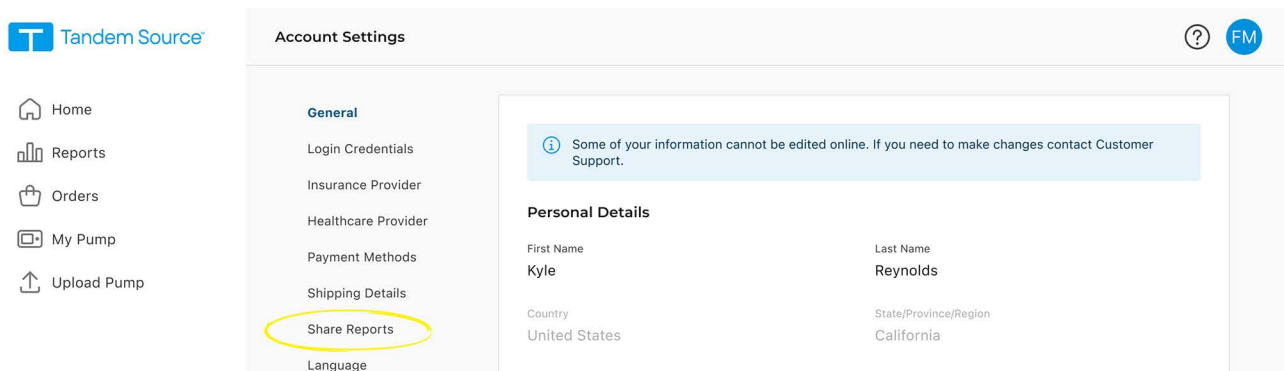 Tandem Source™
Home
Reports
Orders
My Pump
Upload Pump
Account Settings
?
FM
General
Login Credentials
Insurance Provider
Healthcare Provider
Payment Methods
Shipping Details
Share Reports
Language
Some of your information cannot be edited online. If you need to make changes contact Customer
Support.
Personal Details
First Name
Kyle
Last Name
Reynolds
Country
United States
State/Province/Region
California